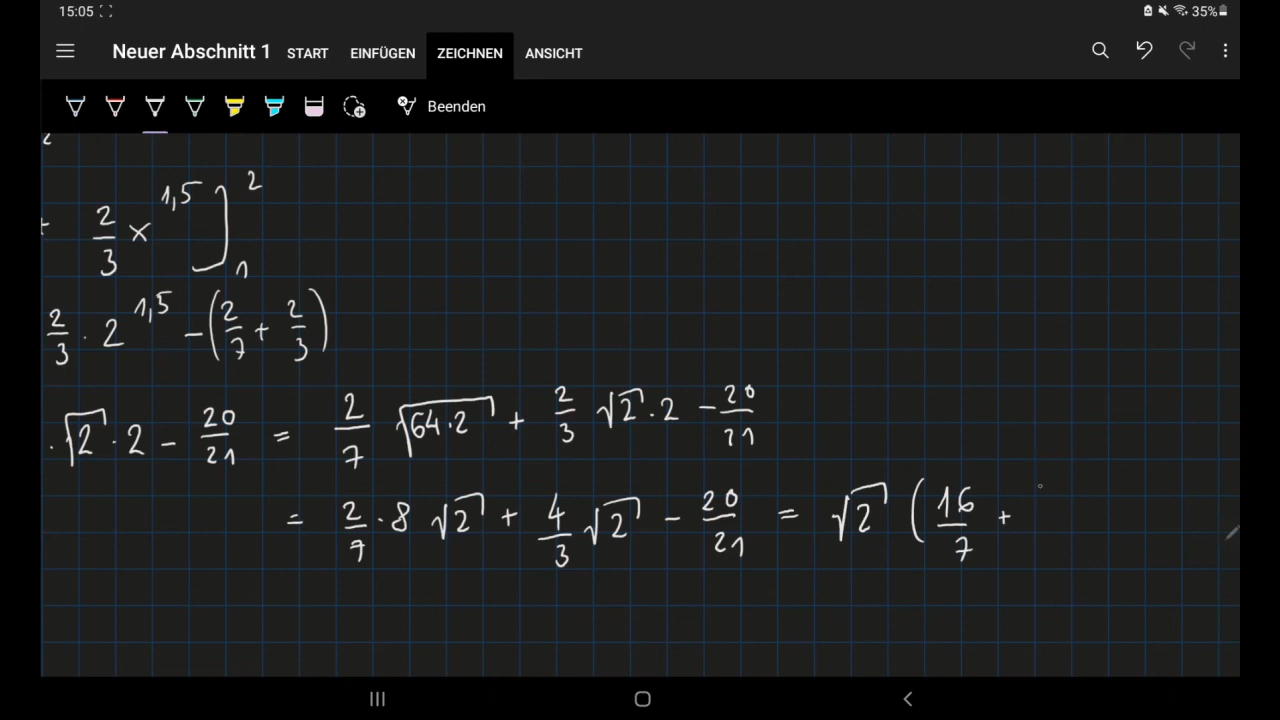 15:05 35%
Neuer Abschnitt 1 START EINFÜGEN ZEICHNEN ANSICHT
Beenden
2/3 x^1,5 ]_1^2
2/3 · 2^1,5 − (2/7 + 2/3)
· √2 · 2 − 20/21 = 2/7 √(64·2) + 2/3 √2 · 2 − 20/21
= 2/7 · 8 √2 + 4/3 √2 − 20/21 = √2 ( 16/7 +